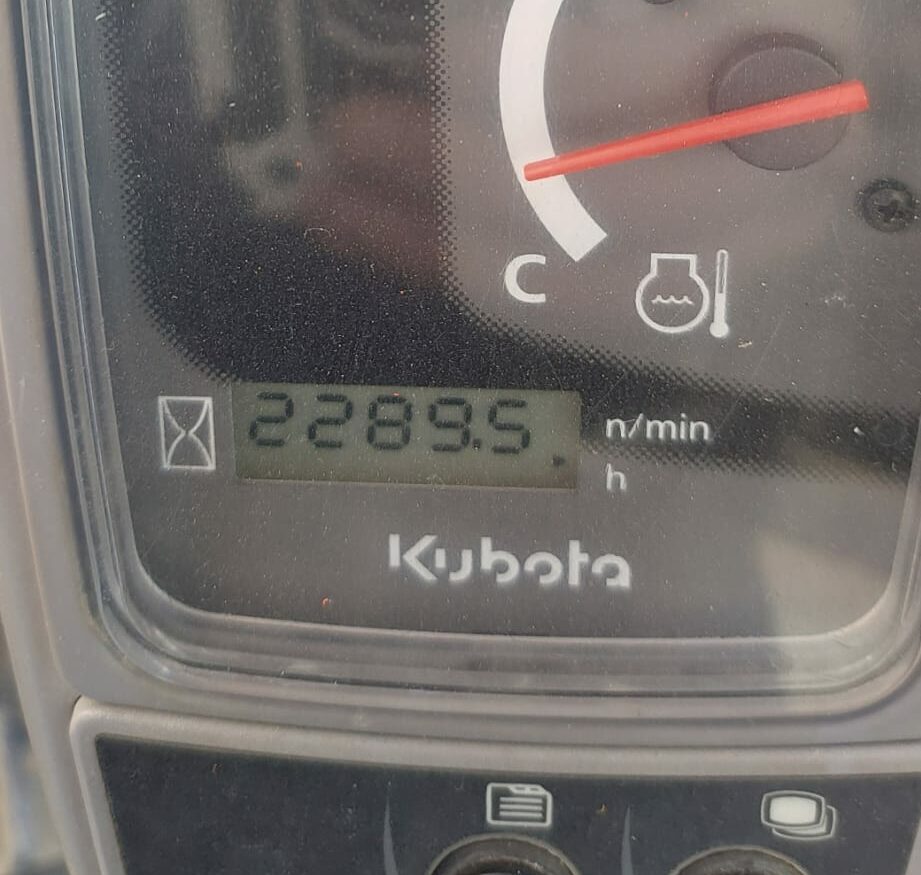 C
2289.5
n/min
h
Kubota